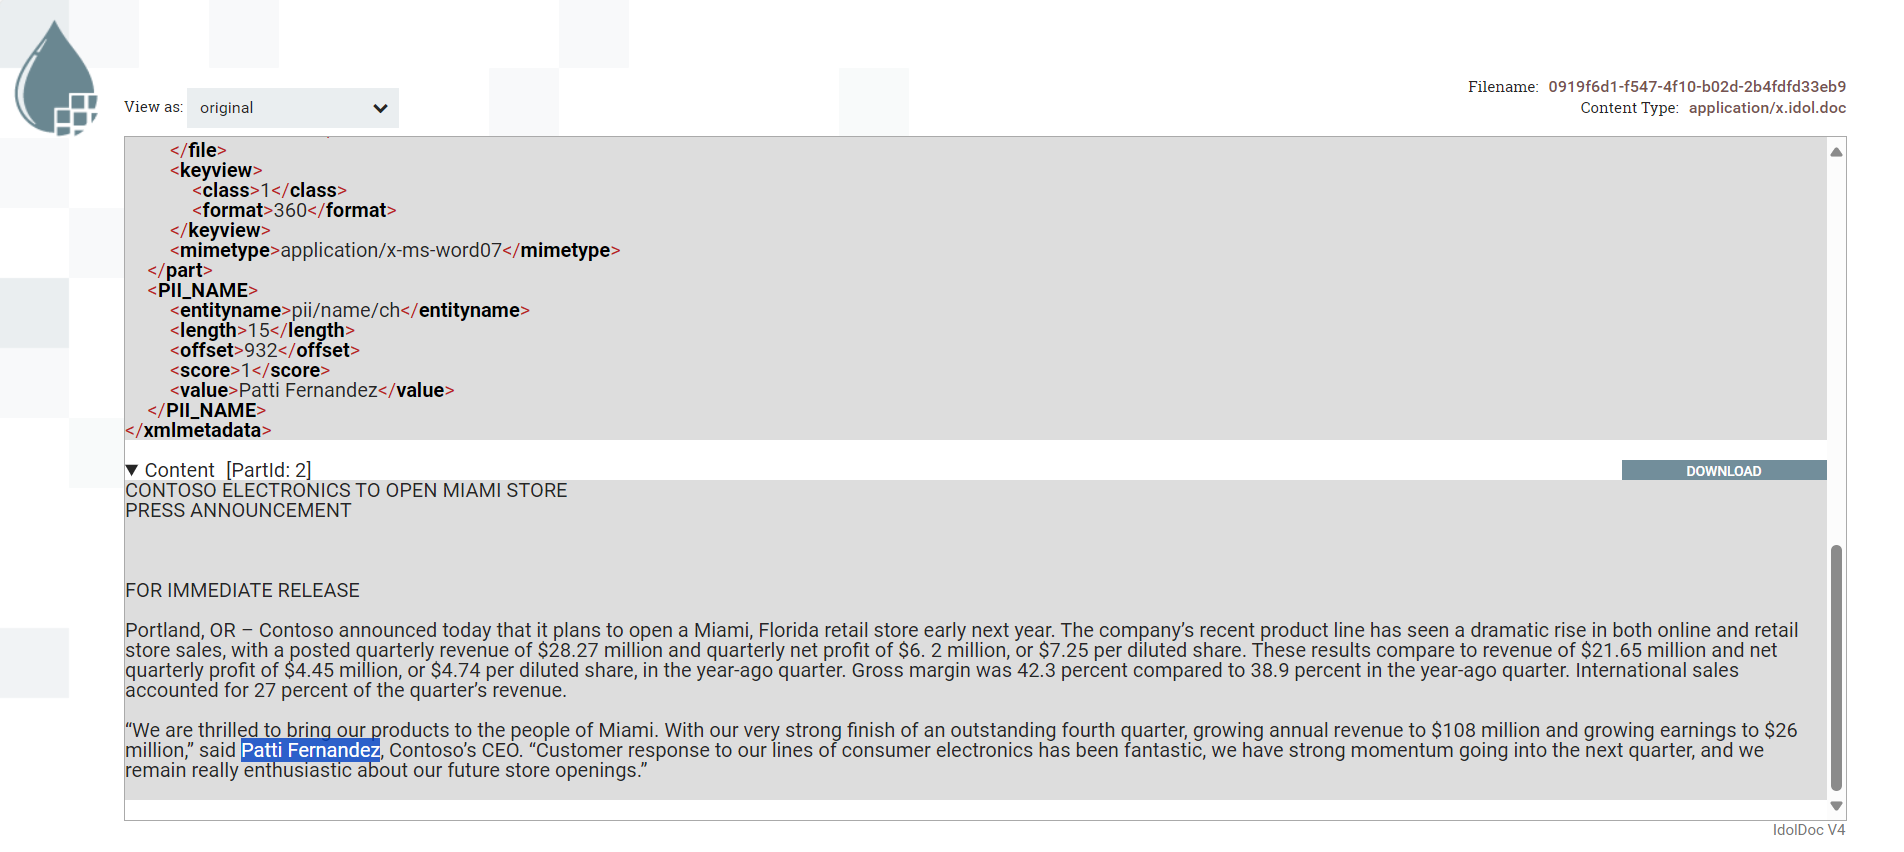 Filename: 0919f6d1-f547-4f10-b02d-2b4fdfd33eb9
View as: original
Content Type: application/x.idol.doc
</file>
<keyview>
<class>1</class>
<format>360</format>
</keyview>
<mimetype>application/x-ms-word07</mimetype>
</part>
<PII_NAME>
<entityname>pii/name/ch</entityname>
<length>15</length>
<offset>932</offset>
<score>1</score>
<value>Patti Fernandez</value>
</PII_NAME>
</xmlmetadata>
▼ Content [PartId: 2]
DOWNLOAD
CONTOSO ELECTRONICS TO OPEN MIAMI STORE
PRESS ANNOUNCEMENT
FOR IMMEDIATE RELEASE
Portland, OR – Contoso announced today that it plans to open a Miami, Florida retail store early next year. The company’s recent product line has seen a dramatic rise in both online and retail
store sales, with a posted quarterly revenue of $28.27 million and quarterly net profit of $6. 2 million, or $7.25 per diluted share. These results compare to revenue of $21.65 million and net
quarterly profit of $4.45 million, or $4.74 per diluted share, in the year-ago quarter. Gross margin was 42.3 percent compared to 38.9 percent in the year-ago quarter. International sales
accounted for 27 percent of the quarter’s revenue.
“We are thrilled to bring our products to the people of Miami. With our very strong finish of an outstanding fourth quarter, growing annual revenue to $108 million and growing earnings to $26
million,” said Patti Fernandez, Contoso’s CEO. “Customer response to our lines of consumer electronics has been fantastic, we have strong momentum going into the next quarter, and we
remain really enthusiastic about our future store openings.”
IdolDoc V4